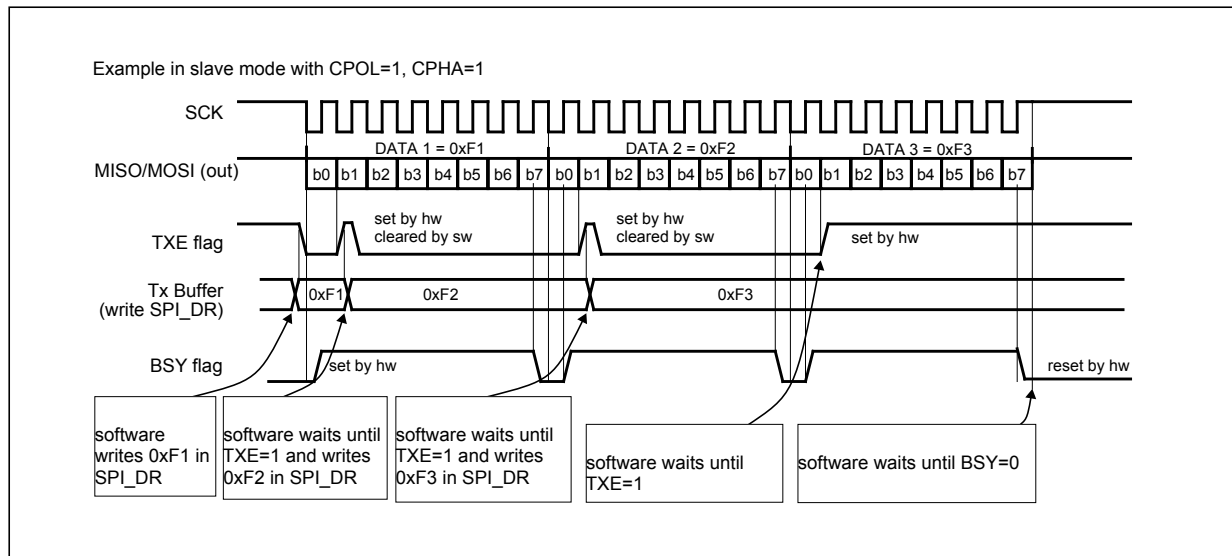 Example in slave mode with CPOL=1, CPHA=1
SCK
DATA 1 = 0xF1
DATA 2 = 0xF2
DATA 3 = 0xF3
MISO/MOSI (out)
b0 b1 b2 b3 b4 b5 b6 b7 b0 b1 b2 b3 b4 b5 b6 b7 b0 b1 b2 b3 b4 b5 b6 b7
TXE flag
set by hw
cleared by sw
set by hw
cleared by sw
set by hw
Tx Buffer
(write SPI_DR)
0xF1
0xF2
0xF3
BSY flag
set by hw
reset by hw
software
writes 0xF1 in
SPI_DR
software waits until
TXE=1 and writes
0xF2 in SPI_DR
software waits until
TXE=1 and writes
0xF3 in SPI_DR
software waits until
TXE=1
software waits until BSY=0